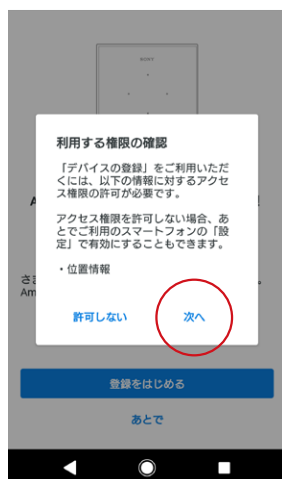 SONY
利用する権限の確認
「デバイスの登録」をご利用いただ
くには、以下の情報に対するアクセ
ス権限の許可が必要です。
アクセス権限を許可しない場合、あ
とでご利用のスマートフォンの「設
定」で有効にすることもできます。
・位置情報
さ
Am
許可しない
次へ
登録をはじめる
あとで